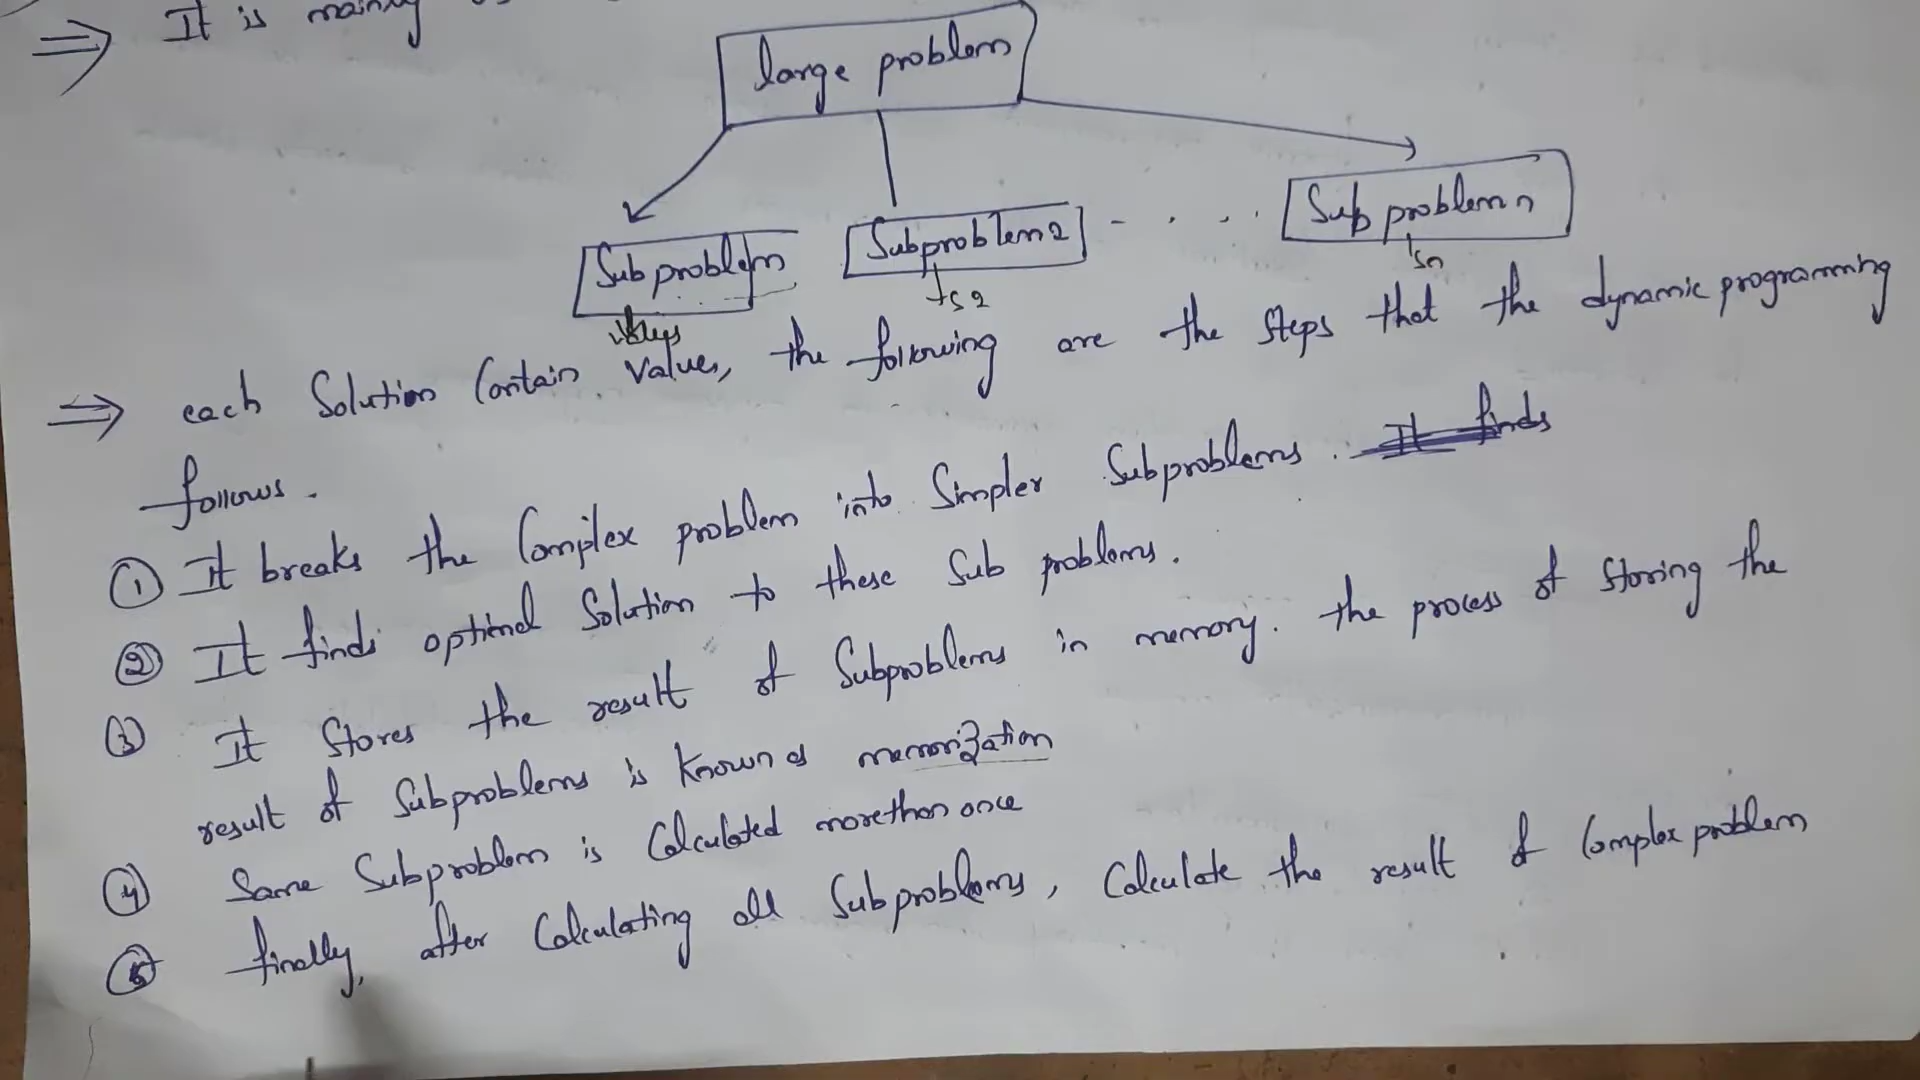 It is mainly
large problem
Sub problem
Subproblem 2
- . . . .
Sub problem n
s2
sn
⇒ each Solution Contain values, the following are the steps that the dynamic programming
follows.
① It breaks the Complex problem into Simpler Subproblems.
② It finds optimal Solution to these Sub problems.
③ It stores the result of Subproblems in memory. the process of storing the
result of Subproblems is known as memorization
④ Same Subproblem is Calculated more than once
⑤ finally, after Calculating all Subproblems, Calculate the result of Complex problem